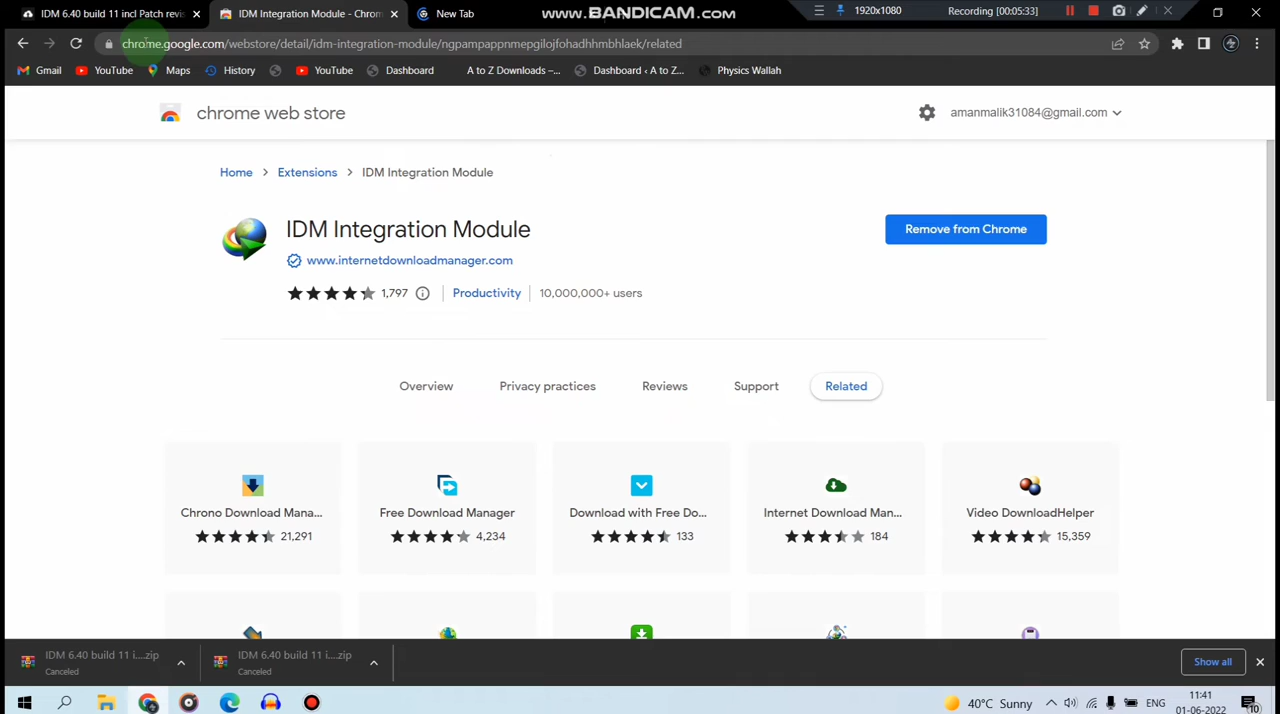 IDM 6.40 build 11 incl Patch revis
IDM Integration Module - Chrom
New Tab
www.BANDICAM.com
1920x1080
Recording [00:05:33]
chrome.google.com/webstore/detail/idm-integration-module/ngpampappnmepgilojfohadhhmbhlaek/related
Gmail
YouTube
Maps
History
YouTube
Dashboard
A to Z Downloads –...
Dashboard ‹ A to Z...
Physics Wallah
chrome web store
amanmalik31084@gmail.com
Home
Extensions
IDM Integration Module
IDM Integration Module
Remove from Chrome
www.internetdownloadmanager.com
1,797
Productivity
10,000,000+ users
Overview
Privacy practices
Reviews
Support
Related
Chrono Download Mana...
Free Download Manager
Download with Free Do...
Internet Download Man...
Video DownloadHelper
21,291
4,234
133
184
15,359
IDM 6.40 build 11 i....zip
Canceled
IDM 6.40 build 11 i....zip
Canceled
Show all
40°C Sunny
ENG
11:41
01-06-2022
10